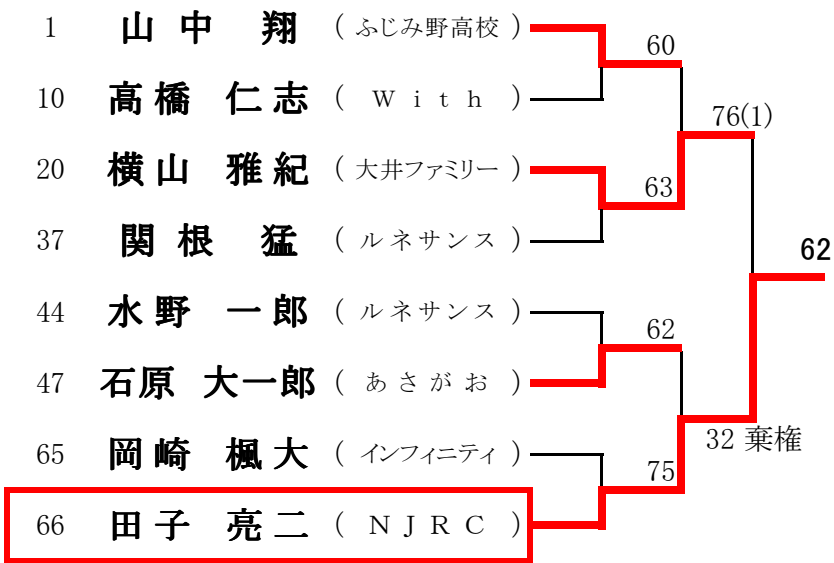 1 山中 翔 (ふじみ野高校)
60
10 高橋 仁志 (With)
76(1)
20 横山 雅紀 (大井ファミリー)
63
37 関根 猛 (ルネサンス)
62
44 水野 一郎 (ルネサンス)
62
47 石原 大一郎 (あさがお)
65 岡崎 楓大 (インフィニティ)
32 棄権
75
66 田子 亮二 (NJRC)